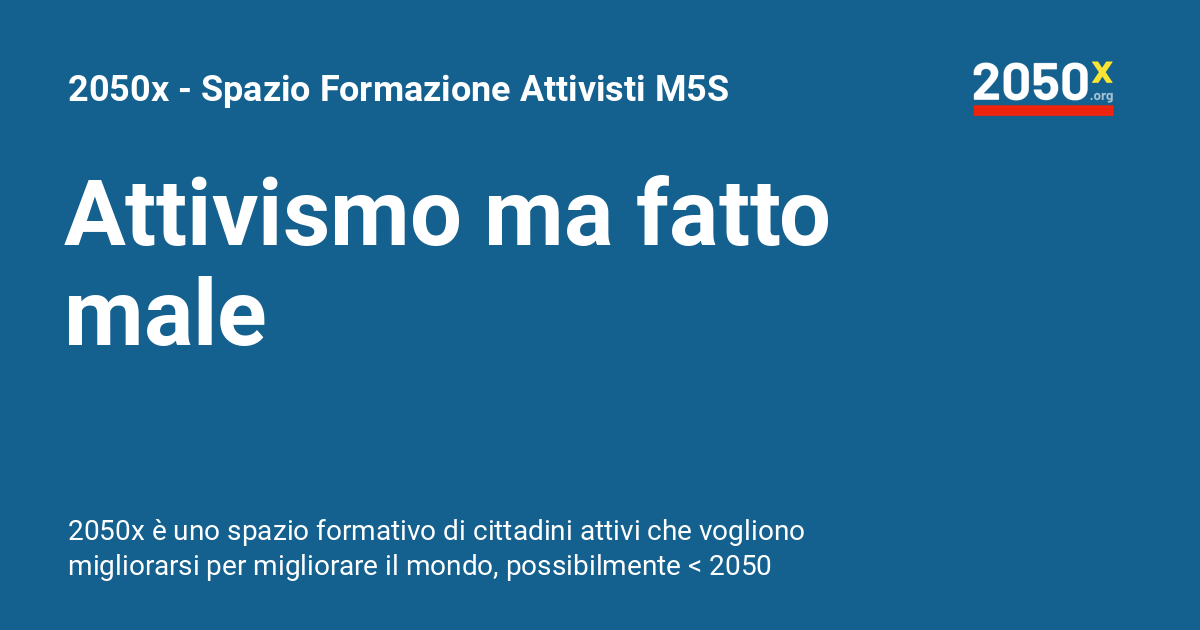 2050x - Spazio Formazione Attivisti M5S
2050x
.org
Attivismo ma fatto
male
2050x è uno spazio formativo di cittadini attivi che vogliono
migliorarsi per migliorare il mondo, possibilmente < 2050